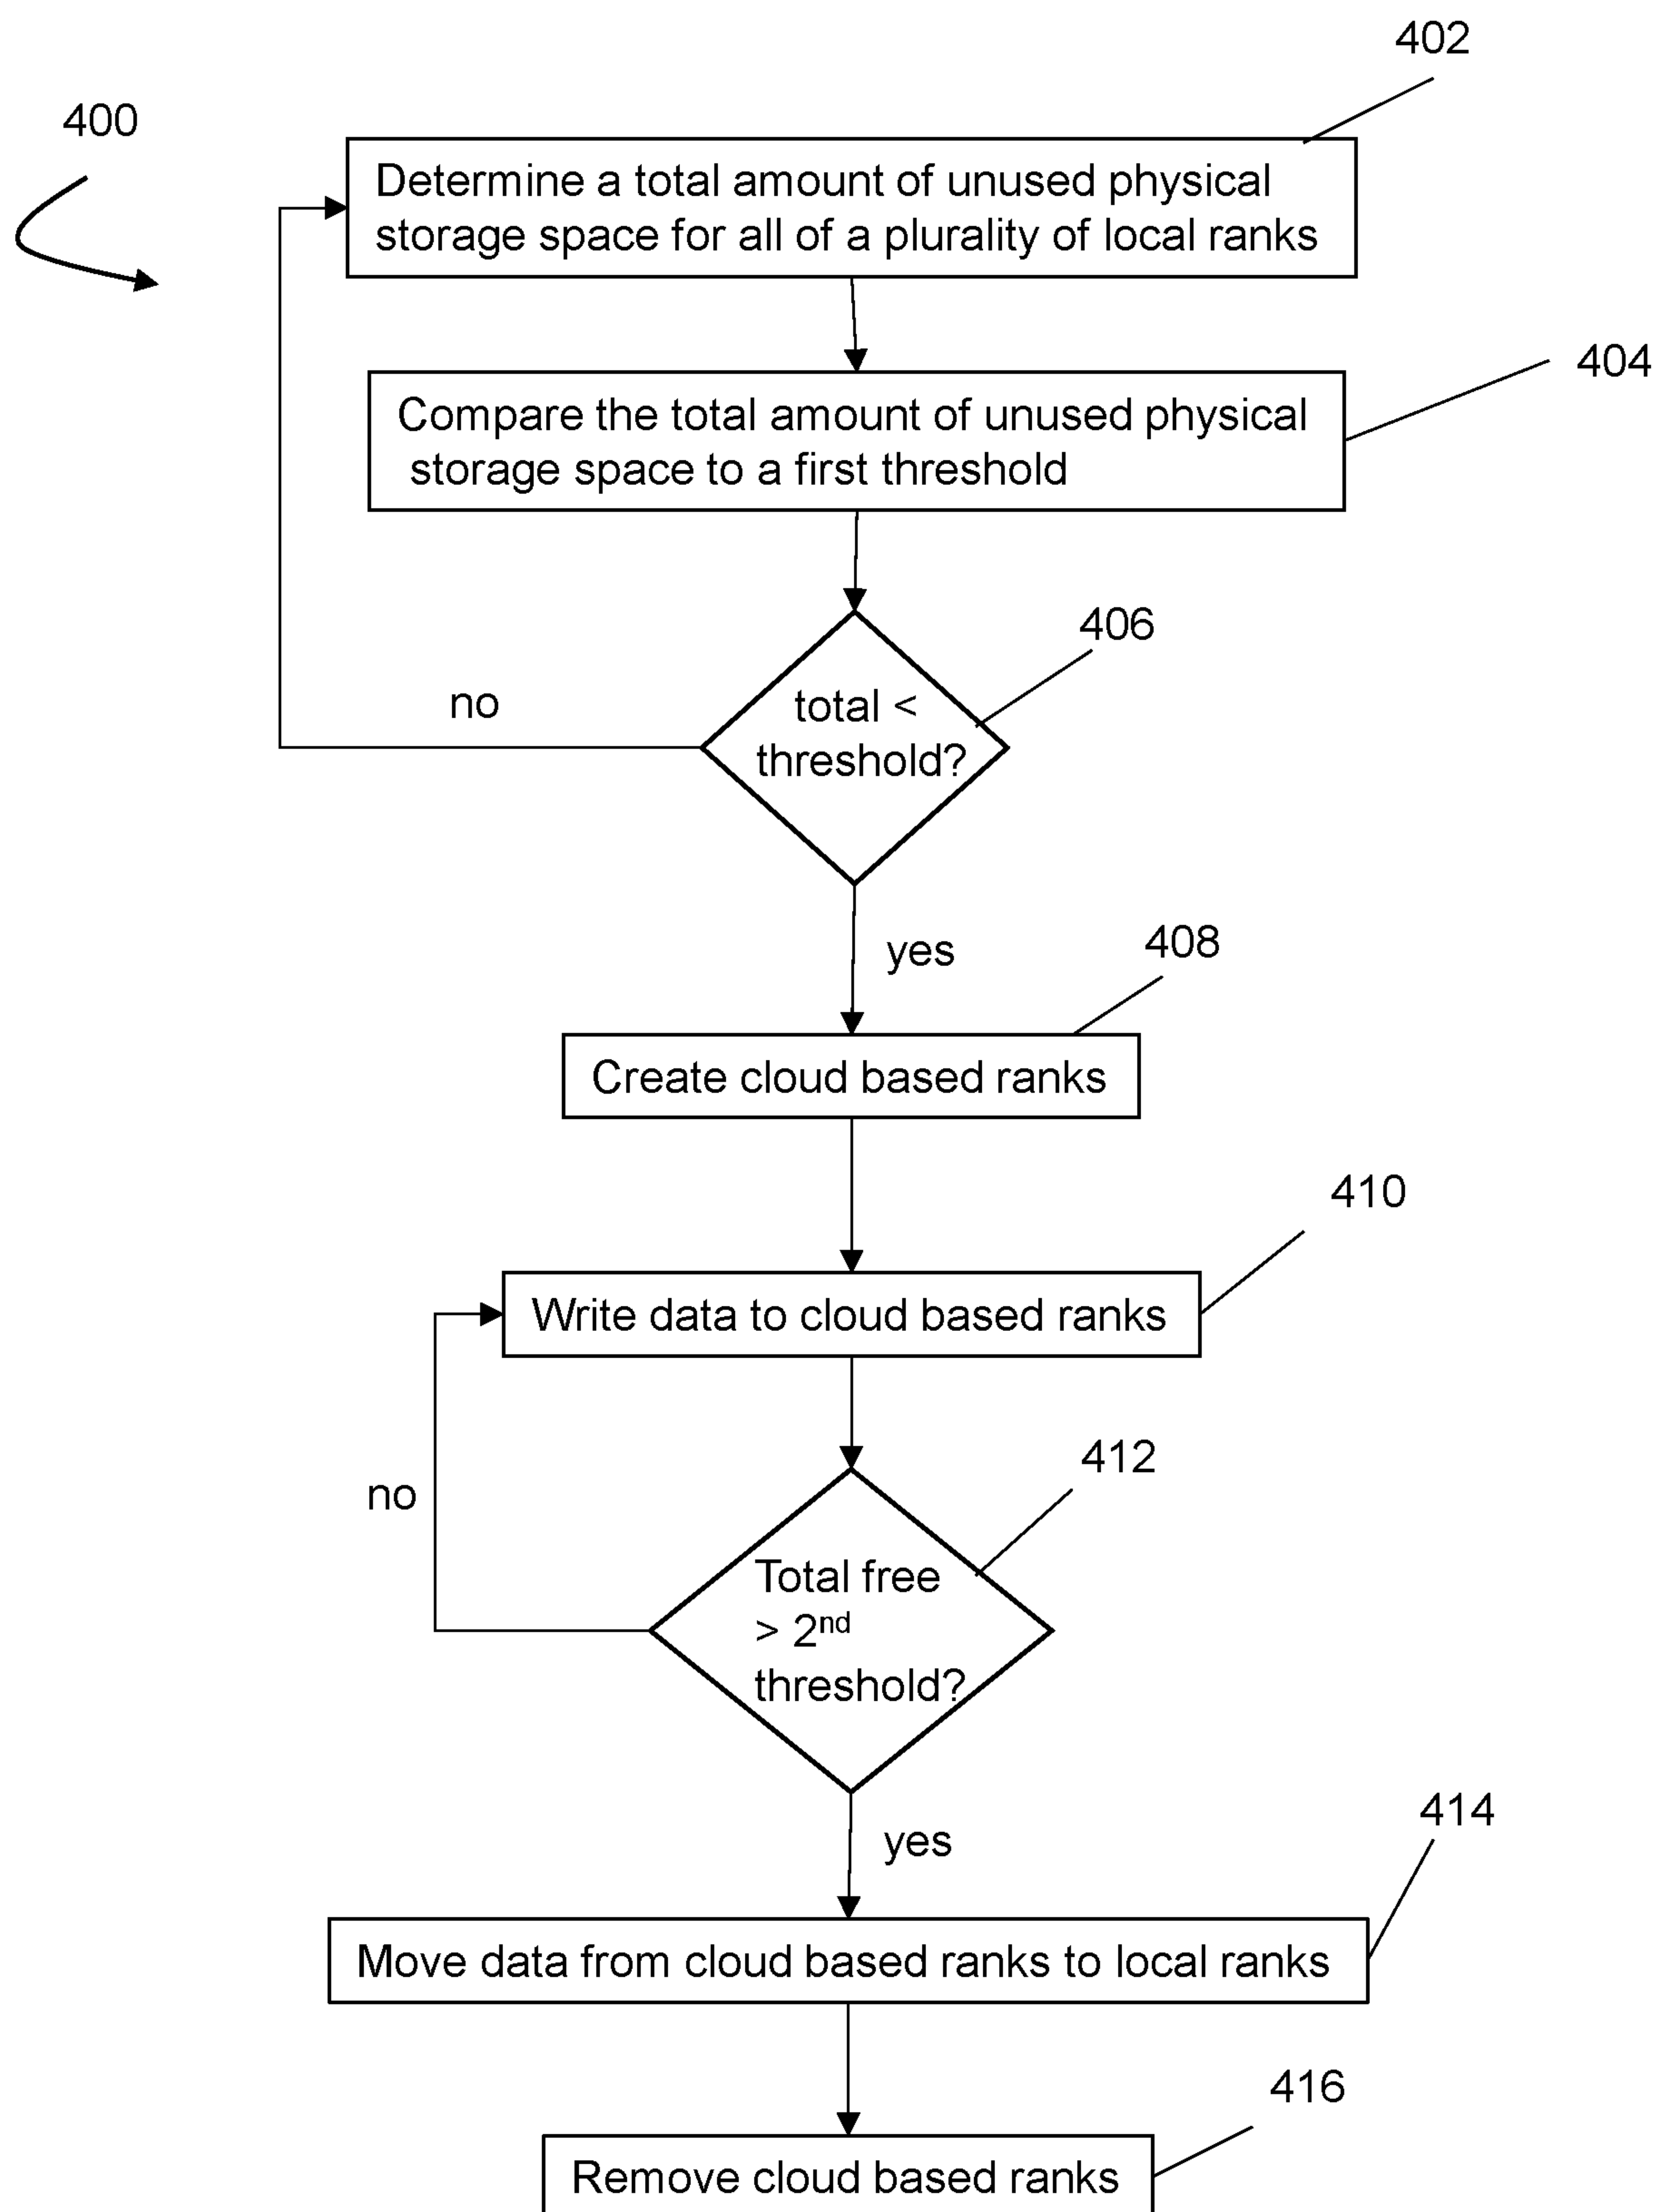 402
400
Determine a total amount of unused physical
storage space for all of a plurality of local ranks
404
Compare the total amount of unused physical
storage space to a first threshold
406
no
total <
threshold?
yes
408
Create cloud based ranks
410
Write data to cloud based ranks
412
no
Total free
> 2nd
threshold?
yes
414
Move data from cloud based ranks to local ranks
416
Remove cloud based ranks